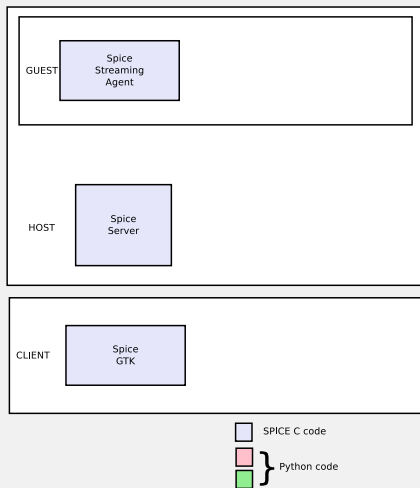 Spice
Streaming
Agent
GUEST
Spice
Server
HOST
Spice
GTK
CLIENT
SPICE C code
Python code